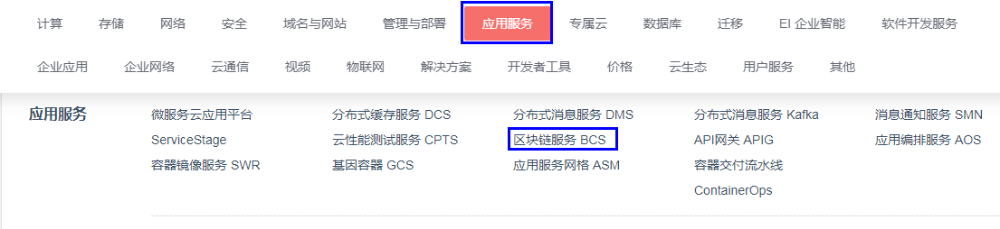 计算 存储 网络 安全 域名与网站 管理与部署 应用服务 专属云 数据库 迁移 EI 企业智能 软件开发服务
企业应用 企业网络 云通信 视频 物联网 解决方案 开发者工具 价格 云生态 用户服务 其他
应用服务 微服务云应用平台 分布式缓存服务 DCS 分布式消息服务 DMS 分布式消息服务 Kafka 消息通知服务 SMN
ServiceStage 云性能测试服务 CPTS 区块链服务 BCS API网关 APIG 应用编排服务 AOS
容器镜像服务 SWR 基因容器 GCS 应用服务网格 ASM 容器交付流水线
ContainerOps